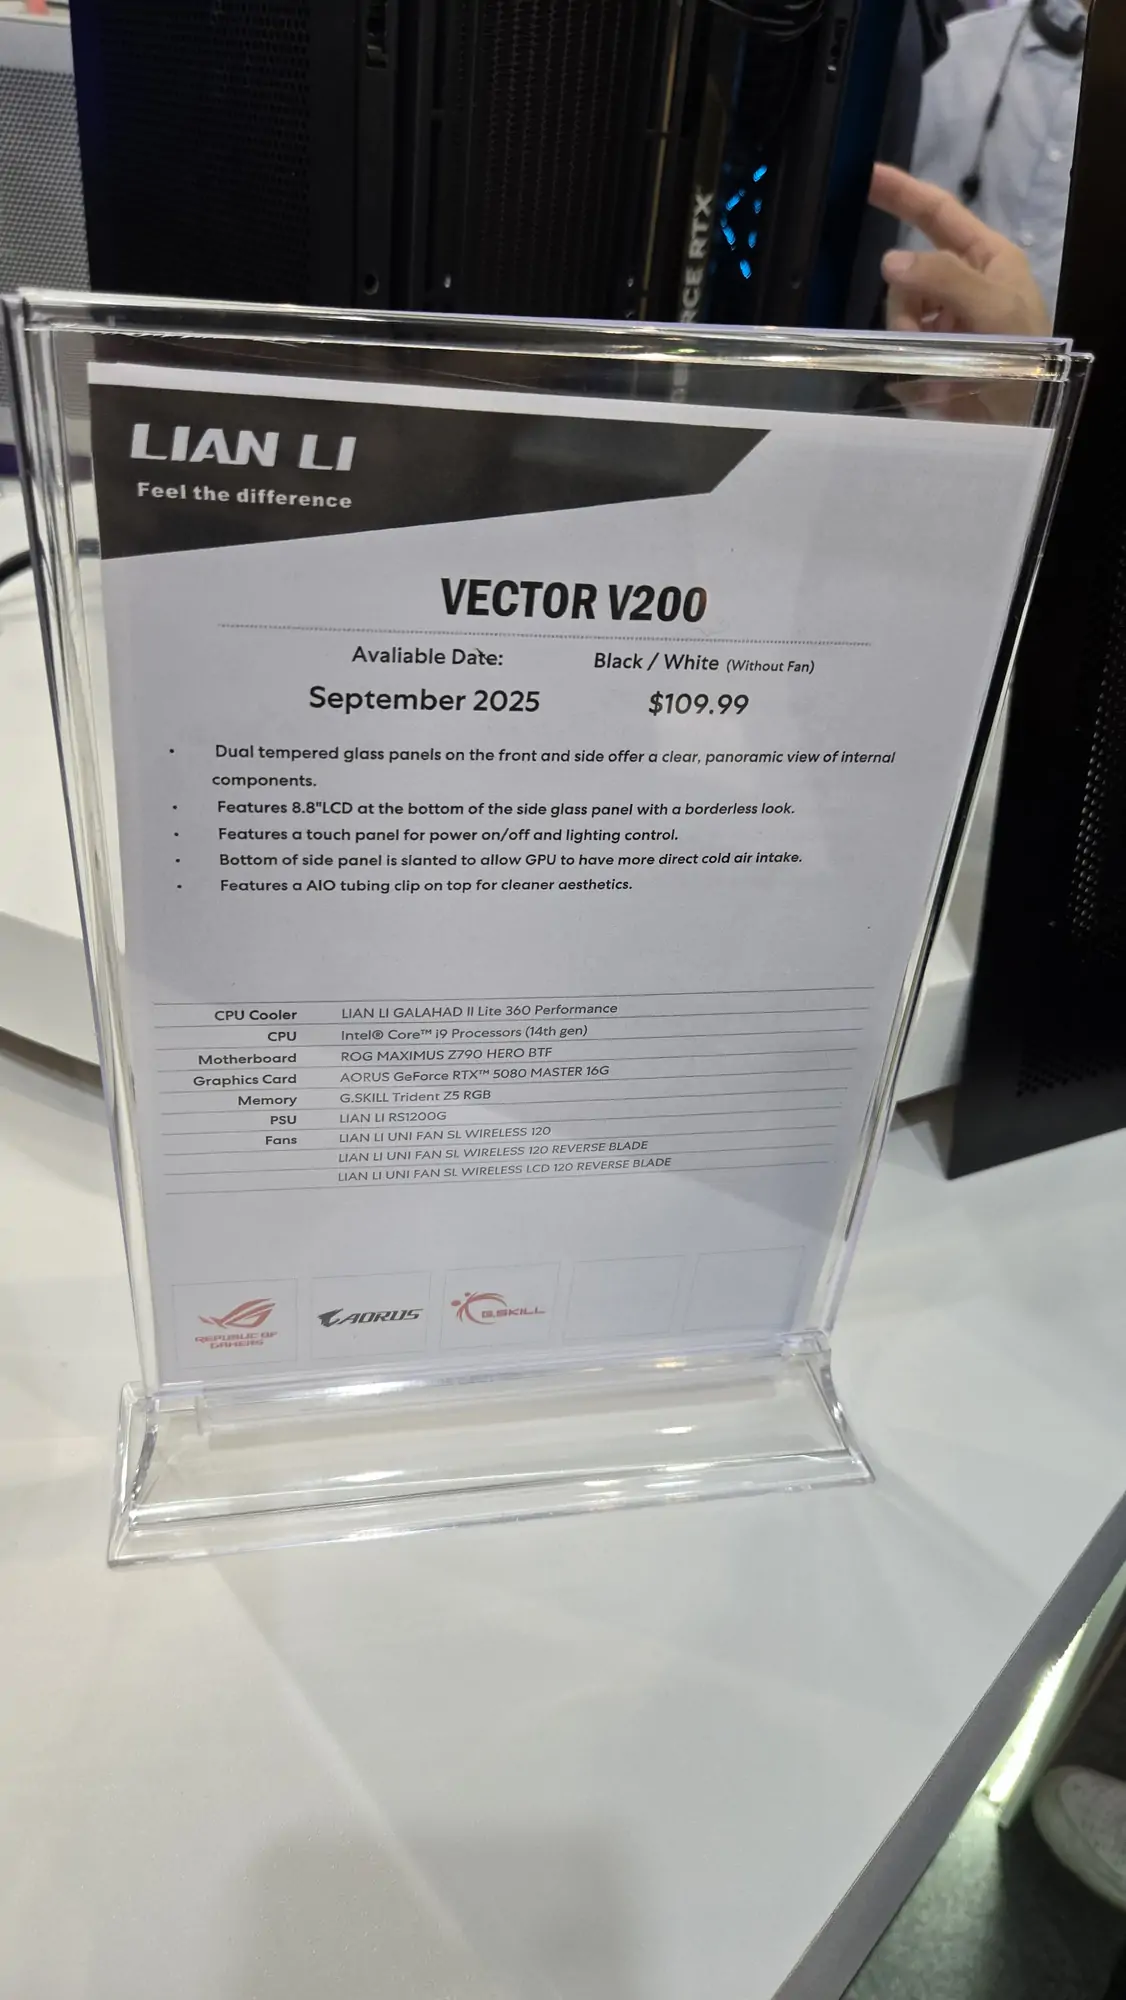 RCE RTX
LIAN LI
Feel the difference
VECTOR V200
Avaliable Date: Black / White (Without Fan)
September 2025 $109.99
• Dual tempered glass panels on the front and side offer a clear, panoramic view of internal
components.
• Features 8.8"LCD at the bottom of the side glass panel with a borderless look.
• Features a touch panel for power on/off and lighting control.
• Bottom of side panel is slanted to allow GPU to have more direct cold air intake.
• Features a AIO tubing clip on top for cleaner aesthetics.
CPU Cooler LIAN LI GALAHAD II Lite 360 Performance
CPU Intel® Core™ i9 Processors (14th gen)
Motherboard ROG MAXIMUS Z790 HERO BTF
Graphics Card AORUS GeForce RTX™ 5080 MASTER 16G
Memory G.SKILL Trident Z5 RGB
PSU LIAN LI RS1200G
Fans LIAN LI UNI FAN SL WIRELESS 120
LIAN LI UNI FAN SL WIRELESS 120 REVERSE BLADE
LIAN LI UNI FAN SL WIRELESS LCD 120 REVERSE BLADE
REPUBLIC OF
GAMERS
AORUS
G.SKILL